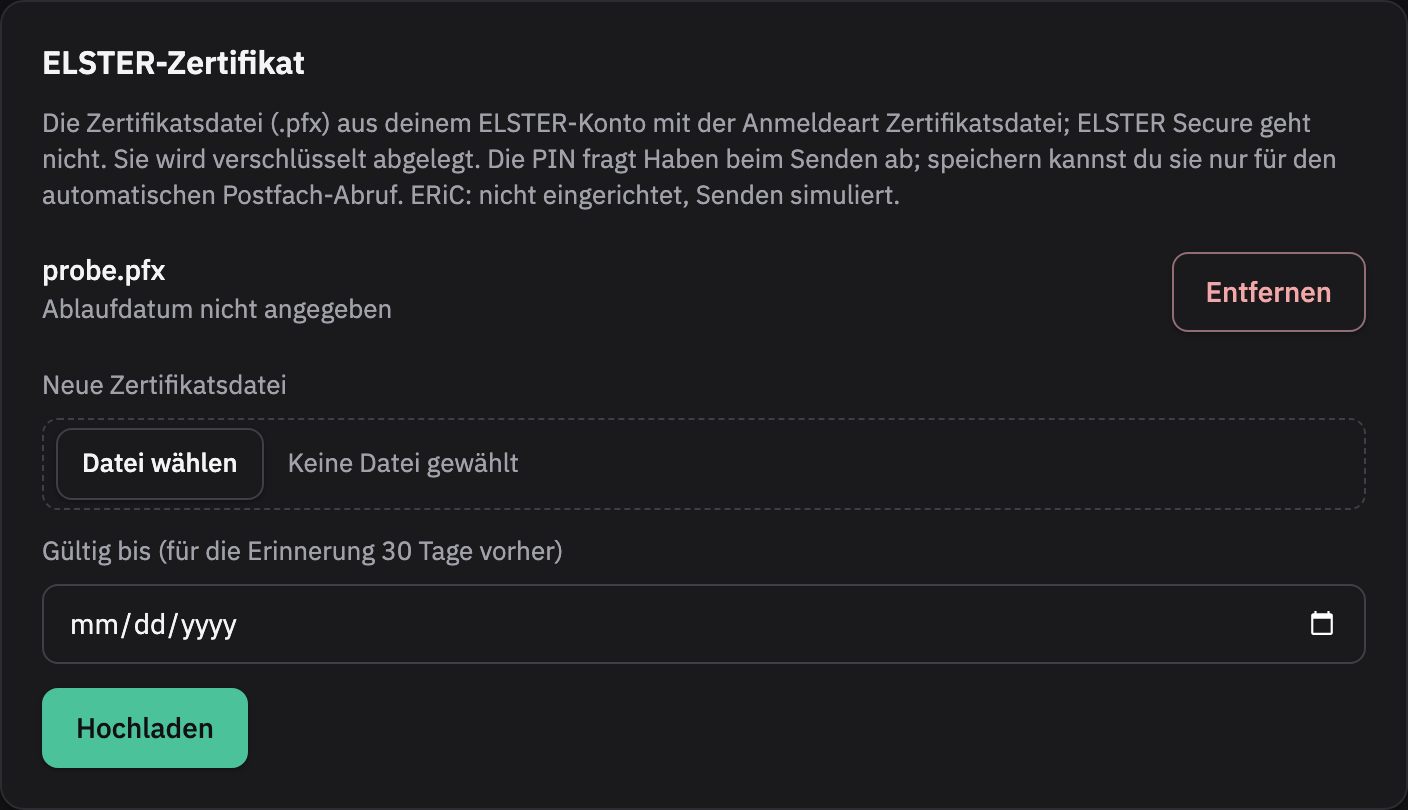 ELSTER-Zertifikat
Die Zertifikatsdatei (.pfx) aus deinem ELSTER-Konto mit der Anmeldeart Zertifikatsdatei; ELSTER Secure geht
nicht. Sie wird verschlüsselt abgelegt. Die PIN fragt Haben beim Senden ab; speichern kannst du sie nur für den
automatischen Postfach-Abruf. ERiC: nicht eingerichtet, Senden simuliert.
probe.pfx
Entfernen
Ablaufdatum nicht angegeben
Neue Zertifikatsdatei
Datei wählen Keine Datei gewählt
Gültig bis (für die Erinnerung 30 Tage vorher)
mm/dd/yyyy
Hochladen